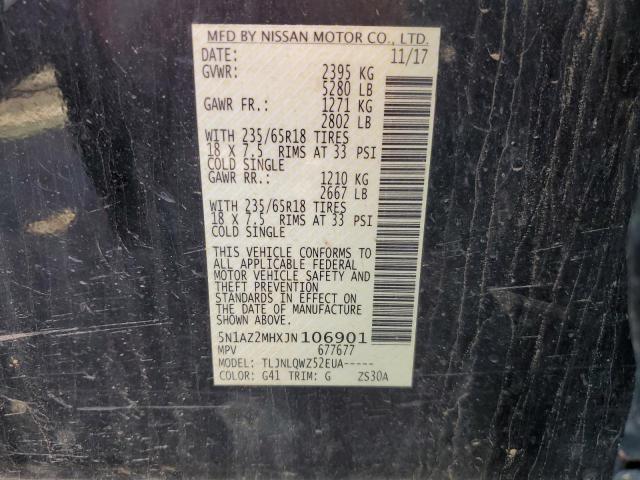 MFD BY NISSAN MOTOR CO., LTD.
DATE: 11/17
GVWR: 2395 KG
5280 LB
GAWR FR.: 1271 KG
2802 LB
WITH 235/65R18 TIRES
18 X 7.5 RIMS AT 33 PSI
COLD SINGLE
GAWR RR.: 1210 KG
2667 LB
WITH 235/65R18 TIRES
18 X 7.5 RIMS AT 33 PSI
COLD SINGLE
THIS VEHICLE CONFORMS TO
ALL APPLICABLE FEDERAL
MOTOR VEHICLE SAFETY AND
THEFT PREVENTION
STANDARDS IN EFFECT ON
THE DATE OF MANUFACTURE
SHOWN ABOVE.
5N1AZ2MHXJN106901
MPV 677677
MODEL: TLJNLQWZ52EUA-----
COLOR: G41 TRIM: G ZS30A